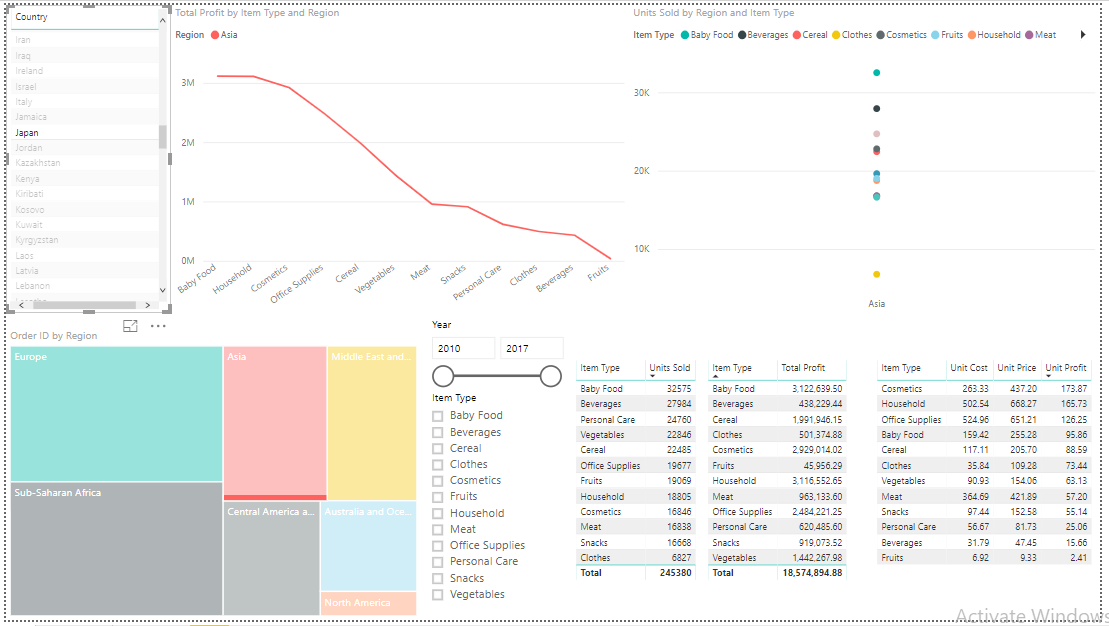 Country
Iran
Iraq
Ireland
Israel
Italy
Jamaica
Japan
Jordan
Kazakhstan
Kenya
Kiribati
Kosovo
Kuwait
Kyrgyzstan
Laos
Latvia
Lebanon
Total Profit by Item Type and Region
Region Asia
3M
2M
1M
0M
Baby Food
Household
Cosmetics
Office Supplies
Cereal
Vegetables
Meat
Snacks
Personal Care
Clothes
Beverages
Fruits
Units Sold by Region and Item Type
Item Type Baby Food Beverages Cereal Clothes Cosmetics Fruits Household Meat
30K
20K
10K
Asia
Order ID by Region
Europe
Asia
Middle East and...
Sub-Saharan Africa
Central America a...
Australia and Oce...
North America
Year
2010 2017
Item Type
Baby Food
Beverages
Cereal
Clothes
Cosmetics
Fruits
Household
Meat
Office Supplies
Personal Care
Snacks
Vegetables
Item Type Units Sold
Baby Food 32575
Beverages 27984
Personal Care 24760
Vegetables 22846
Cereal 22485
Office Supplies 19677
Fruits 19069
Household 18805
Cosmetics 16846
Meat 16838
Snacks 16668
Clothes 6827
Total 245380
Item Type Total Profit
Baby Food 3,122,639.50
Beverages 438,229.44
Cereal 1,991,946.15
Clothes 501,374.88
Cosmetics 2,929,014.02
Fruits 45,956.29
Household 3,116,552.65
Meat 963,133.60
Office Supplies 2,484,221.25
Personal Care 620,485.60
Snacks 919,073.52
Vegetables 1,442,267.98
Total 18,574,894.88
Item Type Unit Cost Unit Price Unit Profit
Cosmetics 263.33 437.20 173.87
Household 502.54 668.27 165.73
Office Supplies 524.96 651.21 126.25
Baby Food 159.42 255.28 95.86
Cereal 117.11 205.70 88.59
Clothes 35.84 109.28 73.44
Vegetables 90.93 154.06 63.13
Meat 364.69 421.89 57.20
Snacks 97.44 152.58 55.14
Personal Care 56.67 81.73 25.06
Beverages 31.79 47.45 15.66
Fruits 6.92 9.33 2.41
Activate Windows